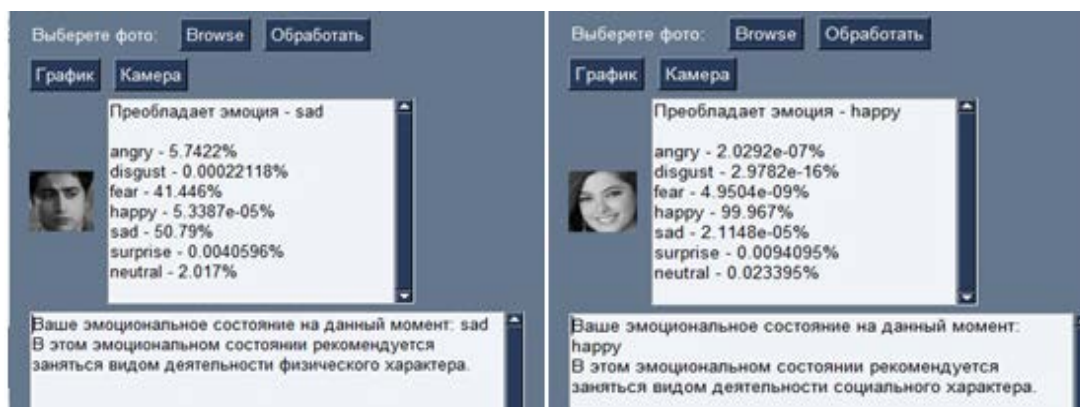 Выберете фото: Browse Обработать
График Камера
Преобладает эмоция - sad
angry - 5.7422%
disgust - 0.00022118%
fear - 41.446%
happy - 5.3387e-05%
sad - 50.79%
surprise - 0.0040596%
neutral - 2.017%
Ваше эмоциональное состояние на данный момент: sad
В этом эмоциональном состоянии рекомендуется
заняться видом деятельности физического характера.
Выберете фото: Browse Обработать
График Камера
Преобладает эмоция - happy
angry - 2.0292e-07%
disgust - 2.9782e-16%
fear - 4.9504e-09%
happy - 99.967%
sad - 2.1148e-05%
surprise - 0.0094095%
neutral - 0.023395%
Ваше эмоциональное состояние на данный момент:
happy
В этом эмоциональном состоянии рекомендуется
заняться видом деятельности социального характера.